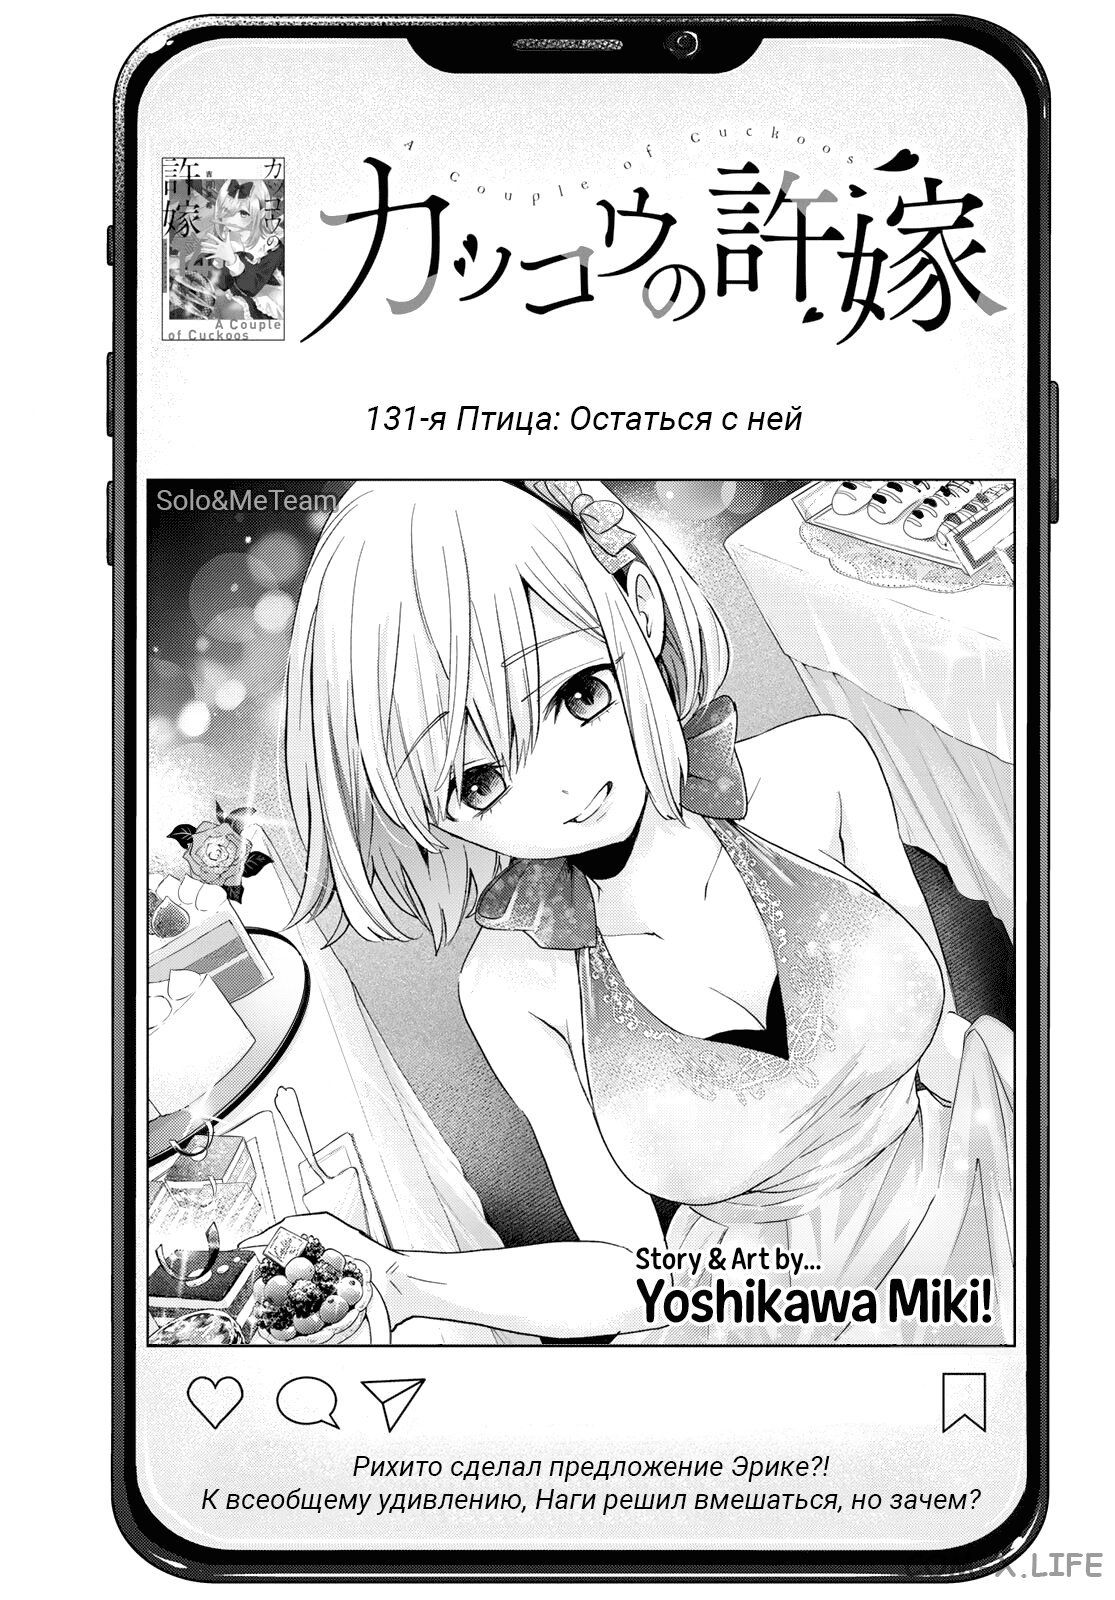 A Couple of Cuckoos
カッコウの許嫁
カッコウの
許嫁
14
A Couple
of Cuckoos
131-я Птица: Остаться с ней
Solo&MeTeam
Story & Art by...
Yoshikawa Miki!
Рихито сделал предложение Эрике?!
К всеобщему удивлению, Наги решил вмешаться, но зачем?
COM-X.LIFE